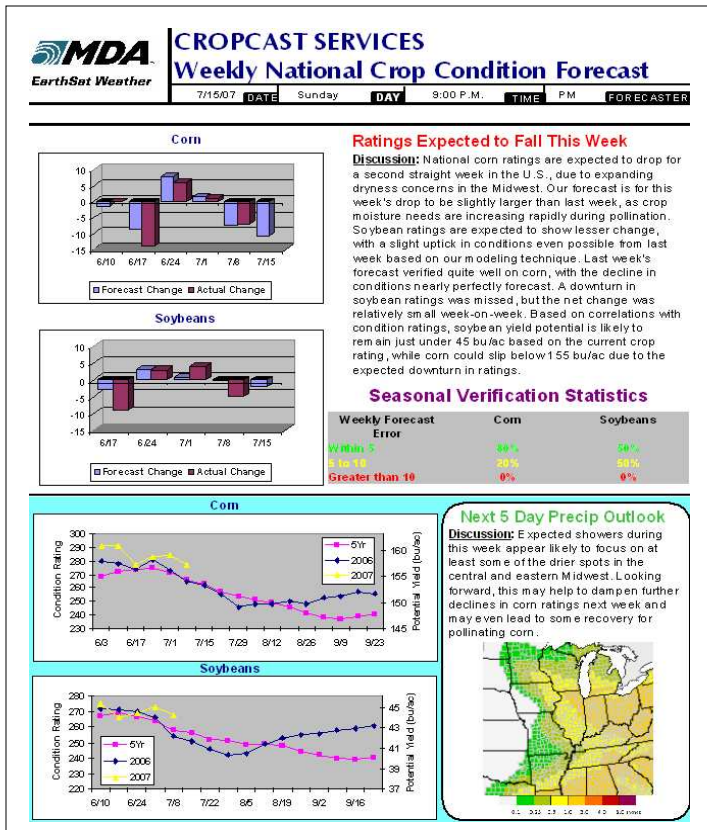 MDA
EarthSat Weather
CROPCAST SERVICES
Weekly National Crop Condition Forecast
7/15/07 DATE Sunday DAY 9:00 P.M. TIME PM FORECASTER
Corn
10
5
0
-5
-10
-15
6/10 6/17 6/24 7/1 7/8 7/15
Forecast Change Actual Change
Soybeans
10
5
0
-5
-10
-15
6/17 6/24 7/1 7/8 7/15
Forecast Change Actual Change
Ratings Expected to Fall This Week
Discussion: National corn ratings are expected to drop for
a second straight week in the U.S., due to expanding
dryness concerns in the Midwest. Our forecast is for this
week's drop to be slightly larger than last week, as crop
moisture needs are increasing rapidly during pollination.
Soybean ratings are expected to show lesser change,
with a slight uptick in conditions even possible from last
week based on our modeling technique. Last week's
forecast verified quite well on corn, with the decline in
conditions nearly perfectly forecast. A downturn in
soybean ratings was missed, but the net change was
relatively small week-on-week. Based on correlations with
condition ratings, soybean yield potential is likely to
remain just under 45 bu/ac based on the current crop
rating, while corn could slip below 155 bu/ac due to the
expected downturn in ratings.
Seasonal Verification Statistics
Weekly Forecast Error Corn Soybeans
Within 5 80% 50%
5 to 10 20% 50%
Greater than 10 0% 0%
Corn
Condition Rating
300
290
280
270
260
250
240
230
6/3 6/17 7/1 7/15 7/29 8/12 8/26 9/9 9/23
5Yr
2006
2007
160
155
150
145
Potential Yield (bu/ac)
Soybeans
Condition Rating
280
270
260
250
240
230
220
6/10 6/24 7/8 7/22 8/5 8/19 9/2 9/16
5Yr
2006
2007
45
43
41
39
37
Potential Yield (bu/ac)
Next 5 Day Precip Outlook
Discussion: Expected showers during
this week appear likely to focus on at
least some of the drier spots in the
central and eastern Midwest. Looking
forward, this may help to dampen further
declines in corn ratings next week and
may even lead to some recovery for
pollinating corn.